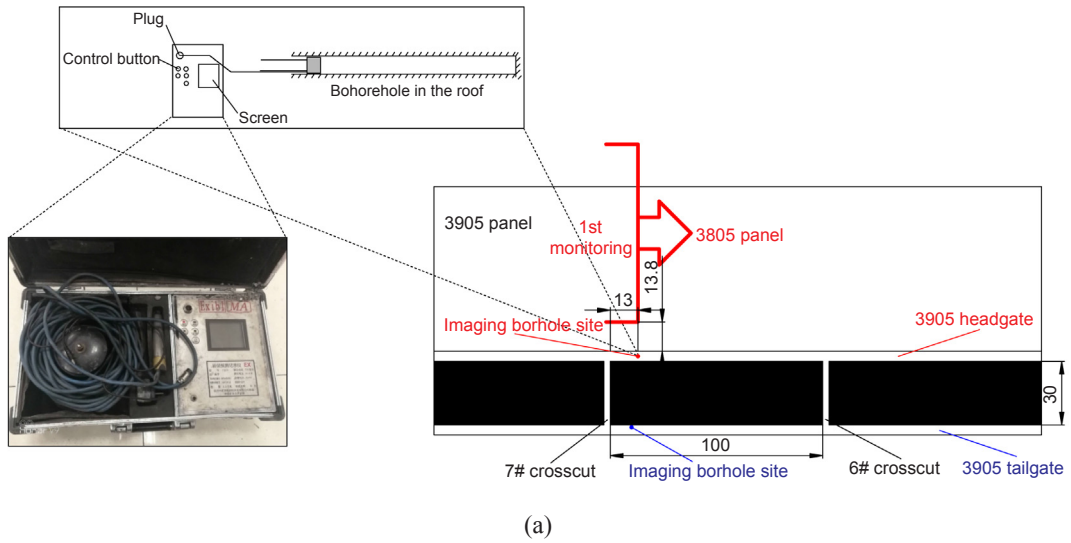 Plug
Control button
Bohorehole in the roof
Screen
3905 panel
1st
monitoring
3805 panel
13.8
13
Imaging borhole site
3905 headgate
30
100
7# crosscut
Imaging borhole site
6# crosscut
3905 tailgate
MA
(a)